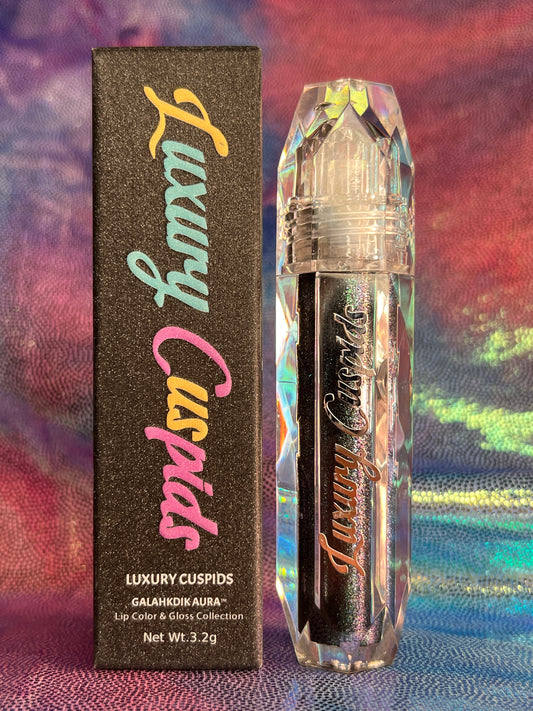 Luxury Cuspids
LUXURY CUSPIDS
GALAHKDIK AURA™
Lip Color & Gloss Collection
Net Wt.3.2g
Luxury Cuspids